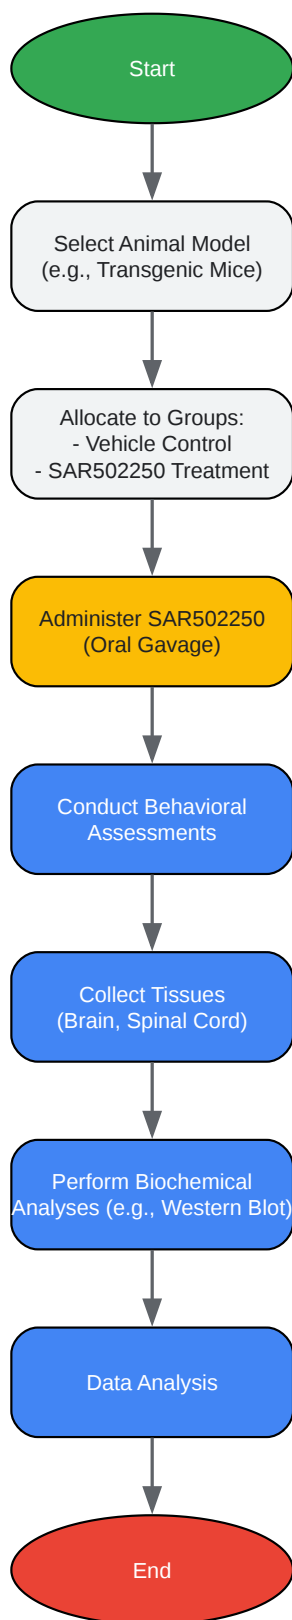 Start
Select Animal Model
(e.g., Transgenic Mice)
Allocate to Groups:
- Vehicle Control
- SAR502250 Treatment
Administer SAR502250
(Oral Gavage)
Conduct Behavioral
Assessments
Collect Tissues
(Brain, Spinal Cord)
Perform Biochemical
Analyses (e.g., Western Blot)
Data Analysis
End